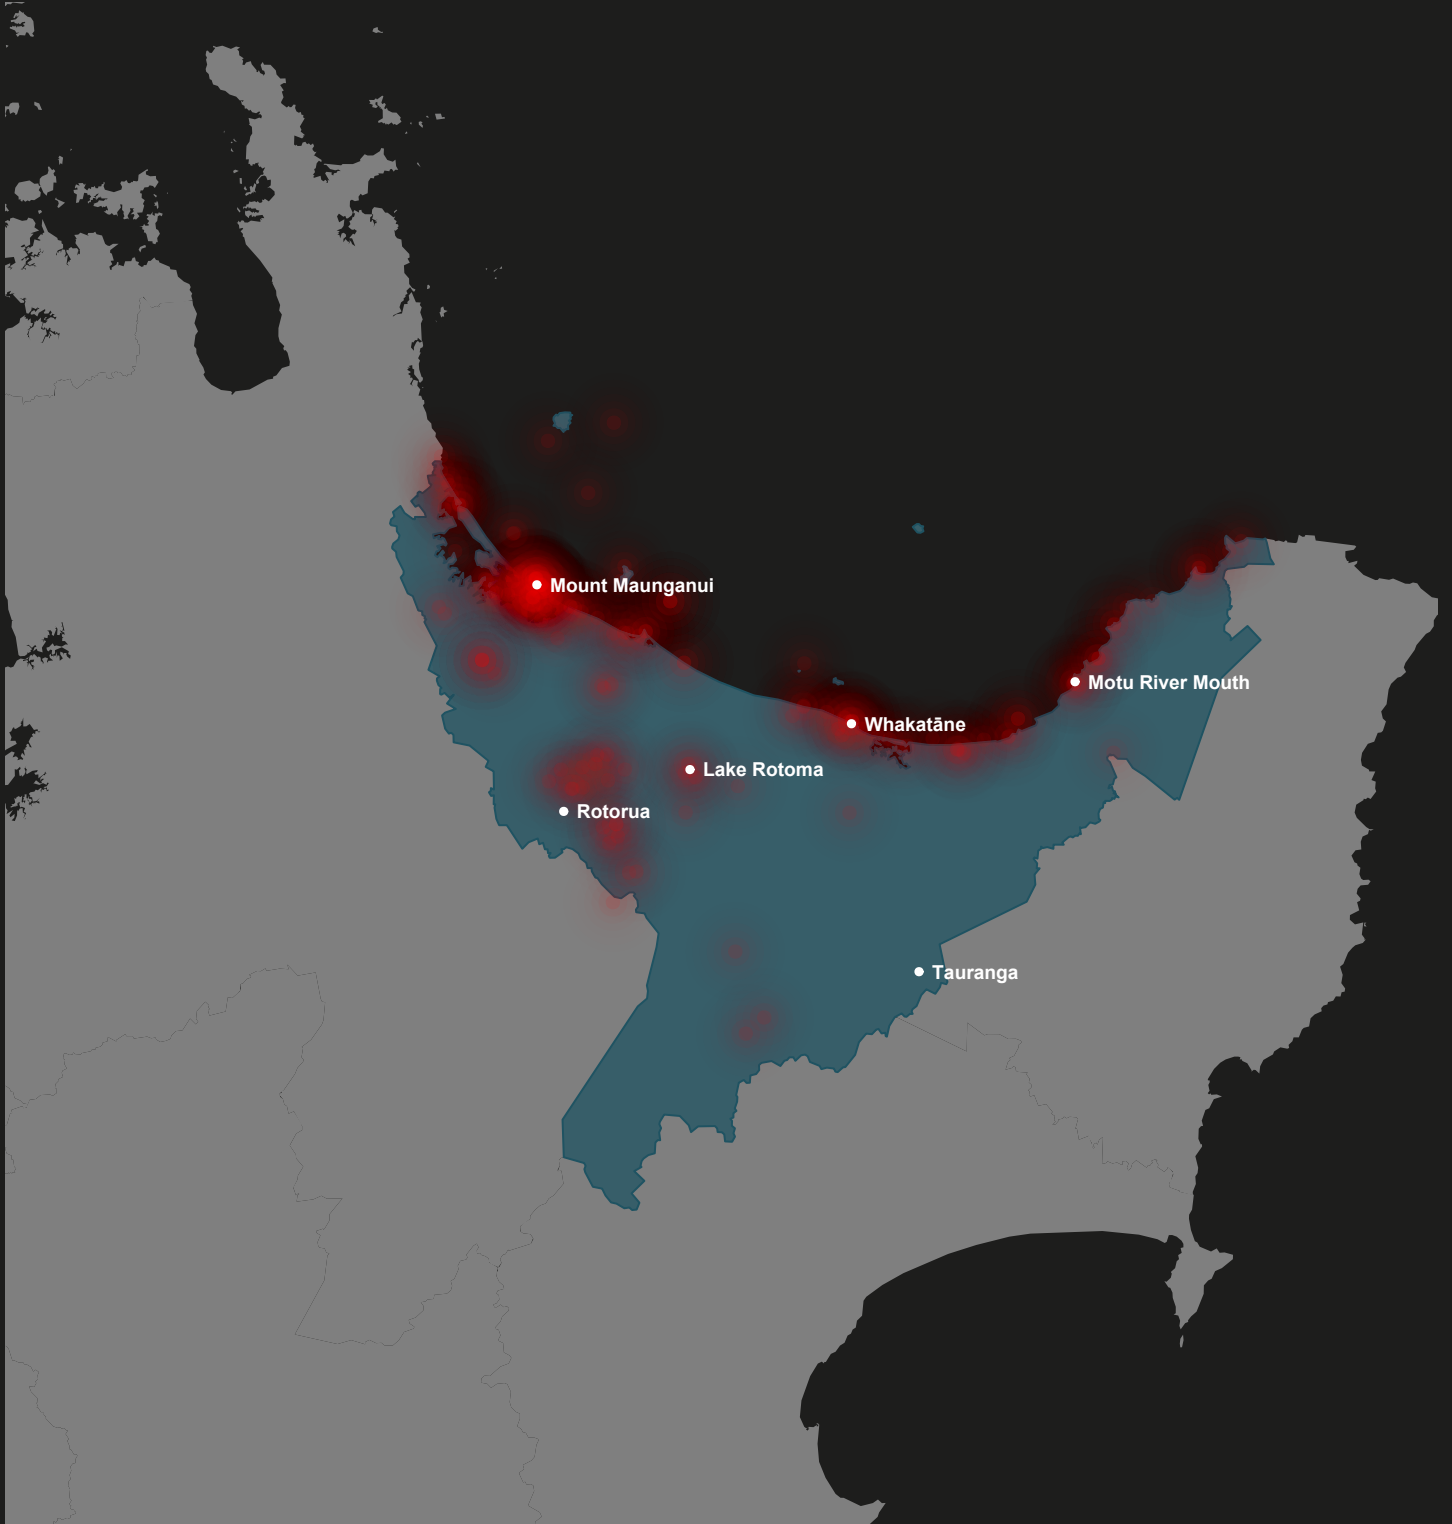 Mount Maunganui
Motu River Mouth
Whakatāne
Lake Rotoma
Rotorua
Tauranga